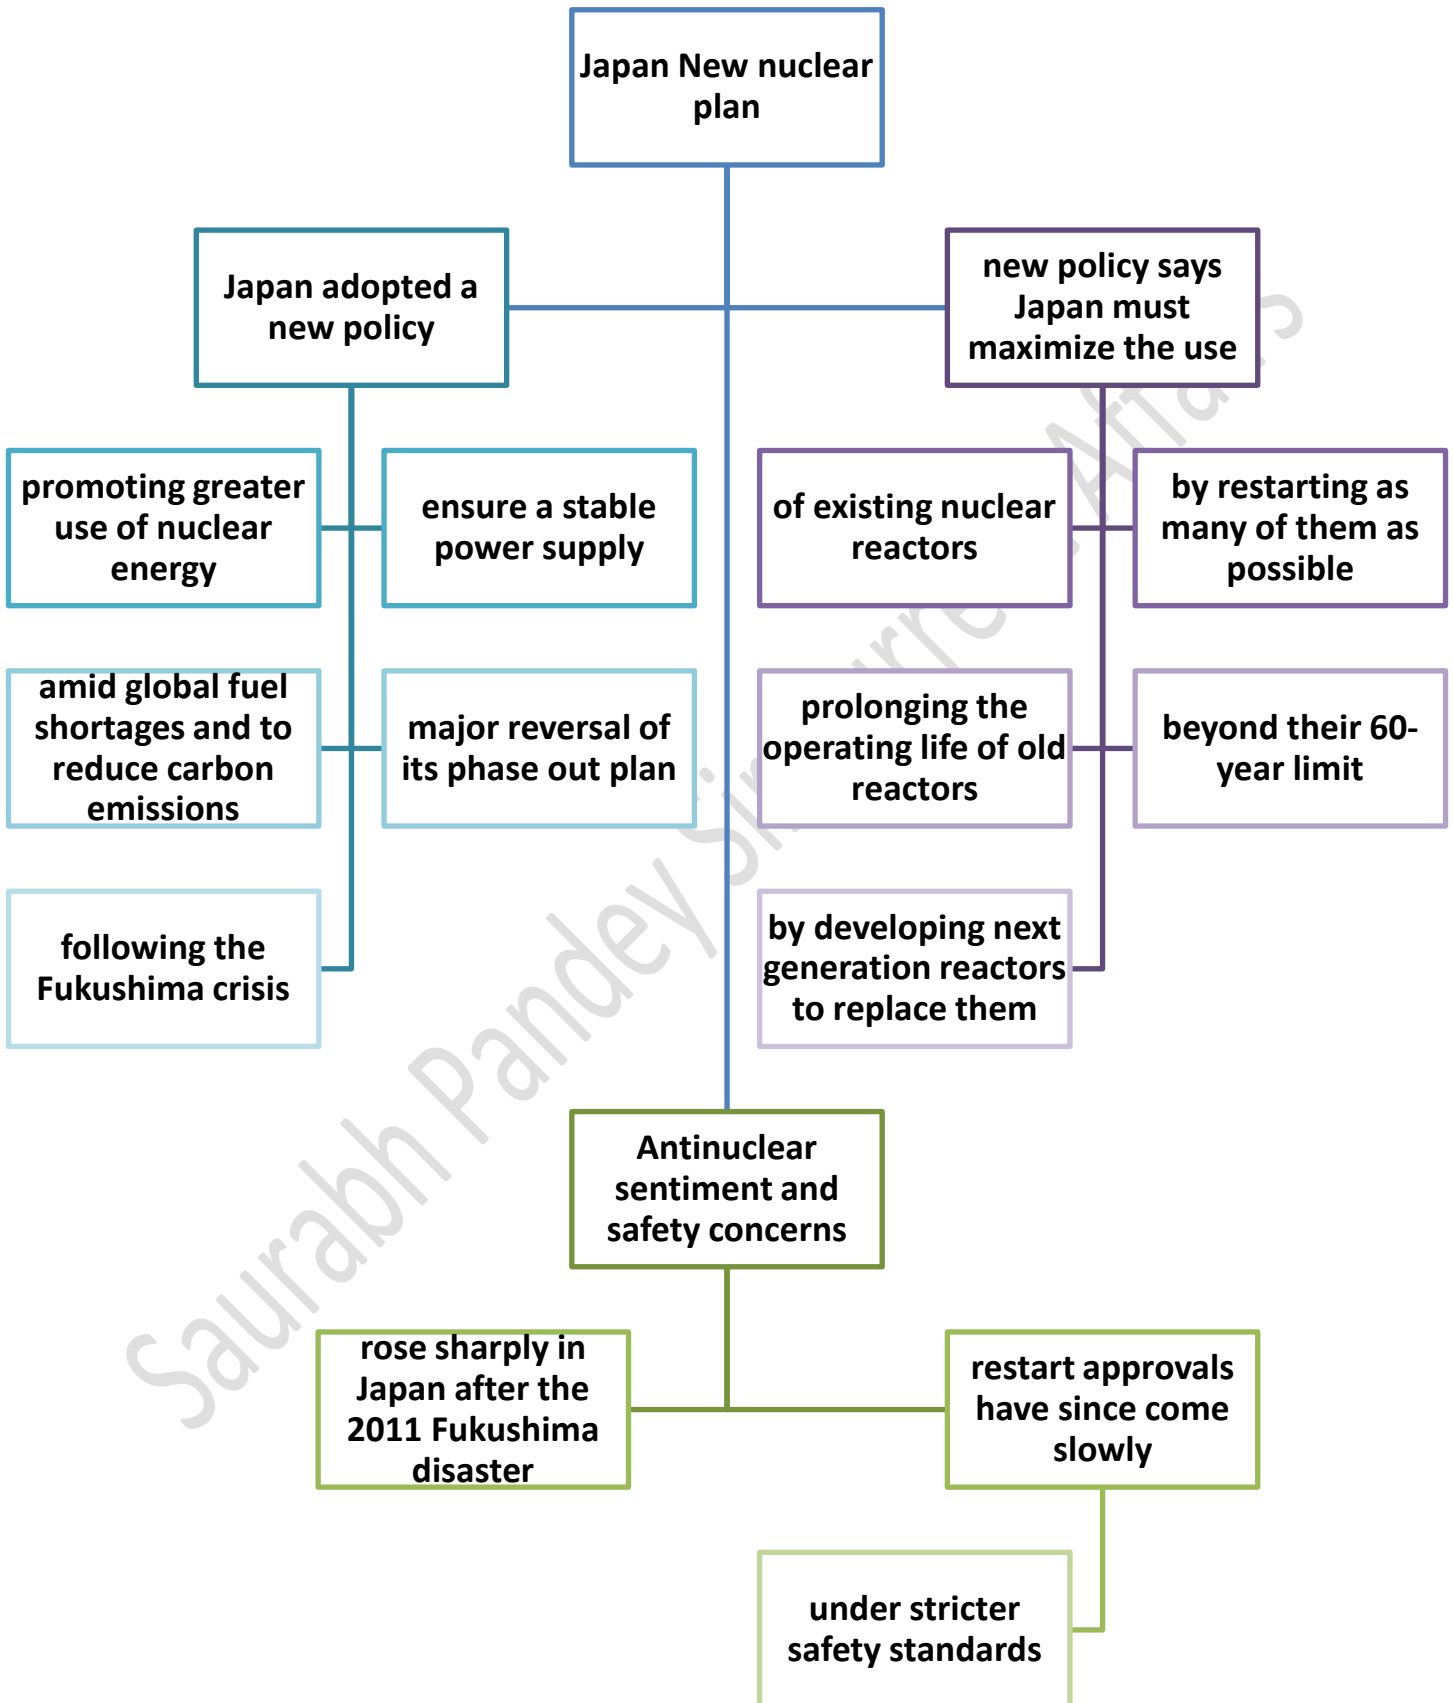 Japan New nuclear
plan
Japan adopted a
new policy
promoting greater
use of nuclear
energy
ensure a stable
power supply
amid global fuel
shortages and to
reduce carbon
emissions
major reversal of
its phase out plan
following the
Fukushima crisis
new policy says
Japan must
maximize the use
of existing nuclear
reactors
by restarting as
many of them as
possible
prolonging the
operating life of old
reactors
beyond their 60-
year limit
by developing next
generation reactors
to replace them
Antinuclear
sentiment and
safety concerns
rose sharply in
Japan after the
2011 Fukushima
disaster
restart approvals
have since come
slowly
under stricter
safety standards
Saurabh Pandey